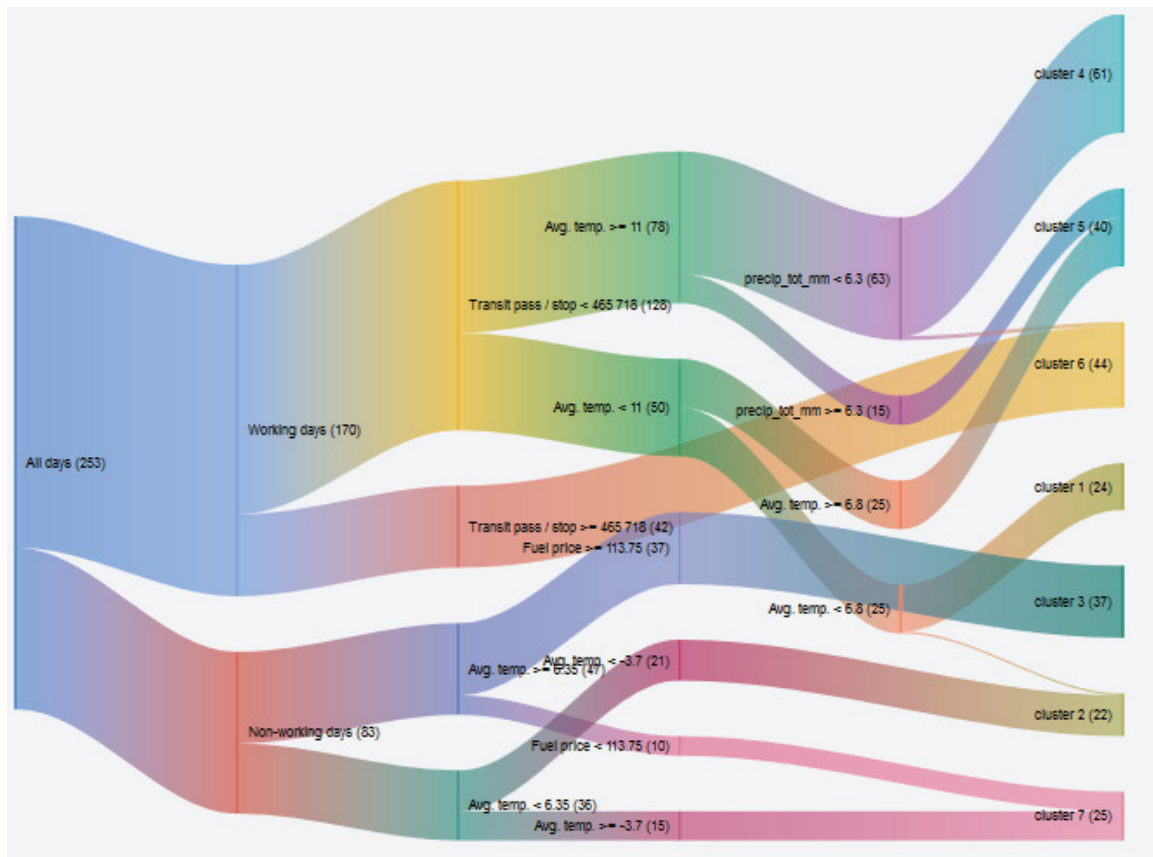 cluster 4 (61)
cluster 5 (40)
Avg. temp. >= 11 (78)
precip_tot_mm < 6.3 (63)
Transit pass / stop < 465.718 (128)
cluster 6 (44)
Avg. temp. < 11 (50)
precip_tot_mm >= 6.3 (15)
Working days (170)
All days (253)
cluster 1 (24)
Avg. temp. >= 6.8 (25)
Transit pass / stop >= 465.718 (42)
Fuel price >= 113.75 (37)
cluster 3 (37)
Avg. temp. < 6.8 (25)
Avg. temp. < -3.7 (21)
Avg. temp. >= 6.35 (47)
cluster 2 (22)
Non-working days (83)
Fuel price < 113.75 (10)
Avg. temp. < 6.35 (36)
cluster 7 (25)
Avg. temp. >= -3.7 (15)